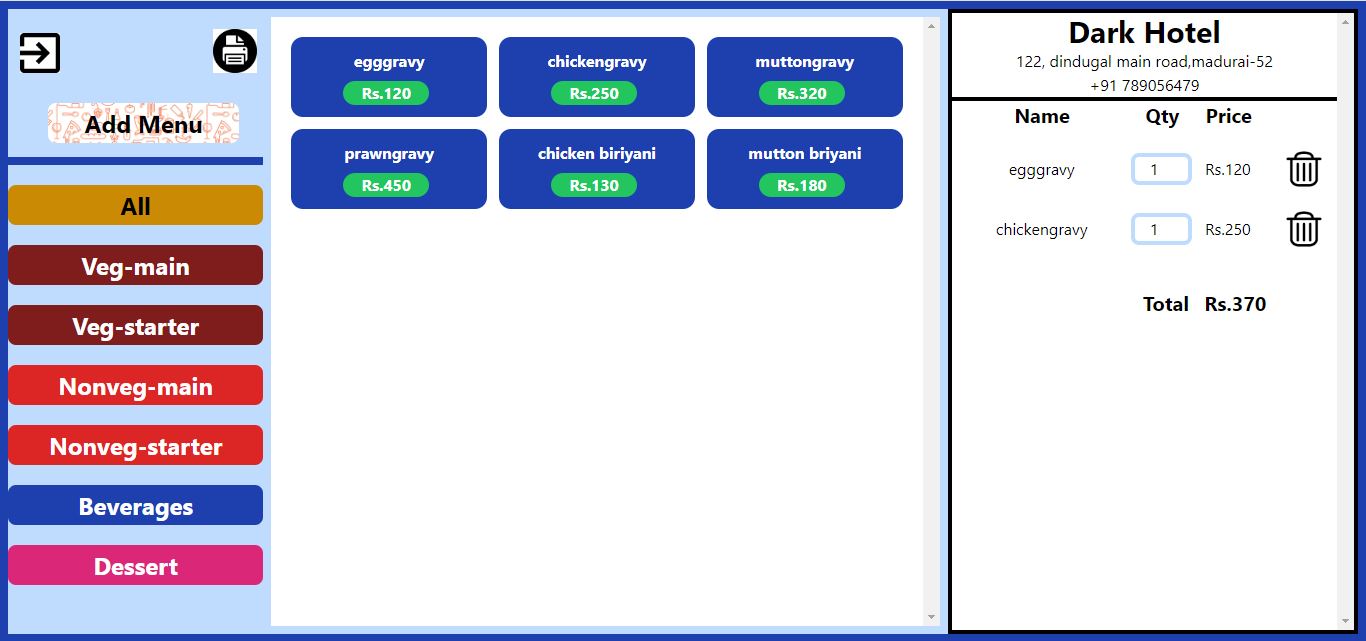 Add Menu
All
Veg-main
Veg-starter
Nonveg-main
Nonveg-starter
Beverages
Dessert
egggravy
Rs.120
chickengravy
Rs.250
muttongravy
Rs.320
prawngravy
Rs.450
chicken biriyani
Rs.130
mutton briyani
Rs.180
Dark Hotel
122, dindugal main road,madurai-52
+91 789056479
Name Qty Price
egggravy 1 Rs.120
chickengravy 1 Rs.250
Total Rs.370